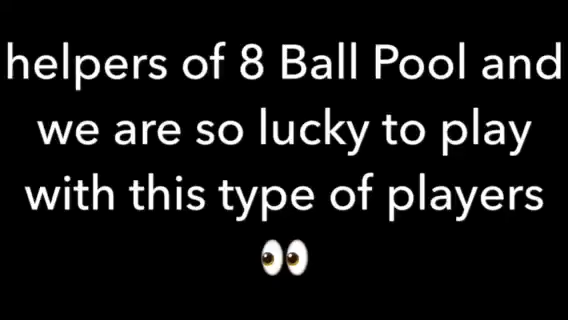 helpers of 8 Ball Pool and
we are so lucky to play
with this type of players
👀